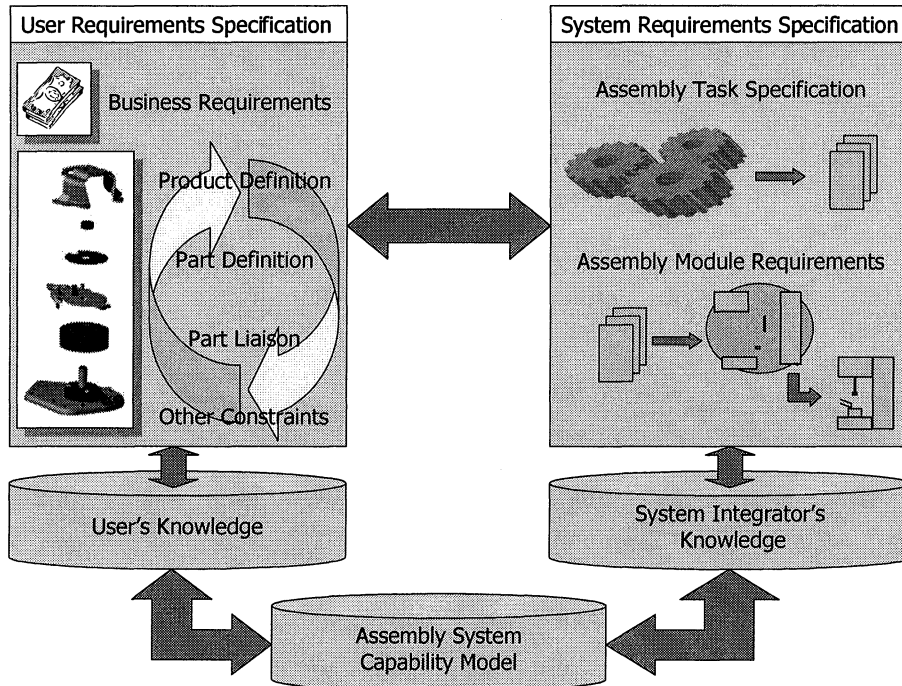 User Requirements Specification
Business Requirements
Product Definition
Part Definition
Part Liaison
Other Constraints
System Requirements Specification
Assembly Task Specification
Assembly Module Requirements
User's Knowledge
System Integrator's
Knowledge
Assembly System
Capability Model